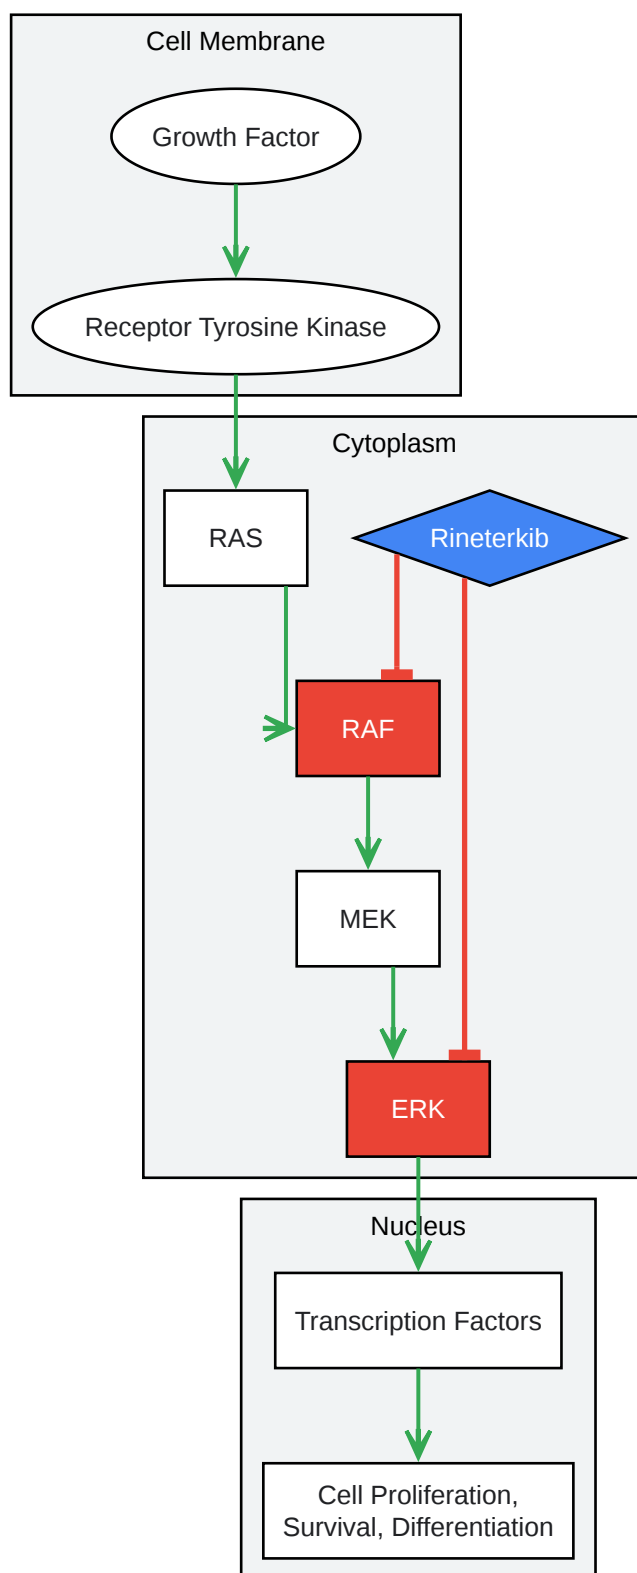 Cell Membrane
Growth Factor
Receptor Tyrosine Kinase
Cytoplasm
RAS
Rineterkib
RAF
MEK
ERK
Nucleus
Transcription Factors
Cell Proliferation,
Survival, Differentiation